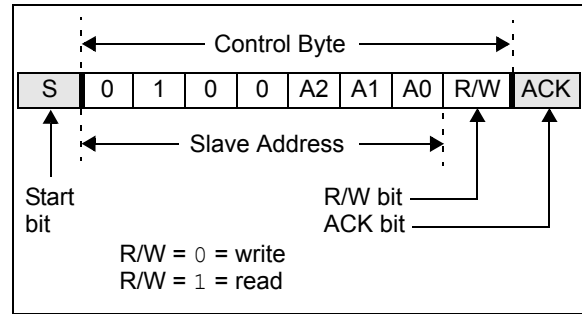 Control Byte
S 0 1 0 0 A2 A1 A0 R/W ACK
Slave Address
Start bit
R/W bit
ACK bit
R/W = 0 = write
R/W = 1 = read